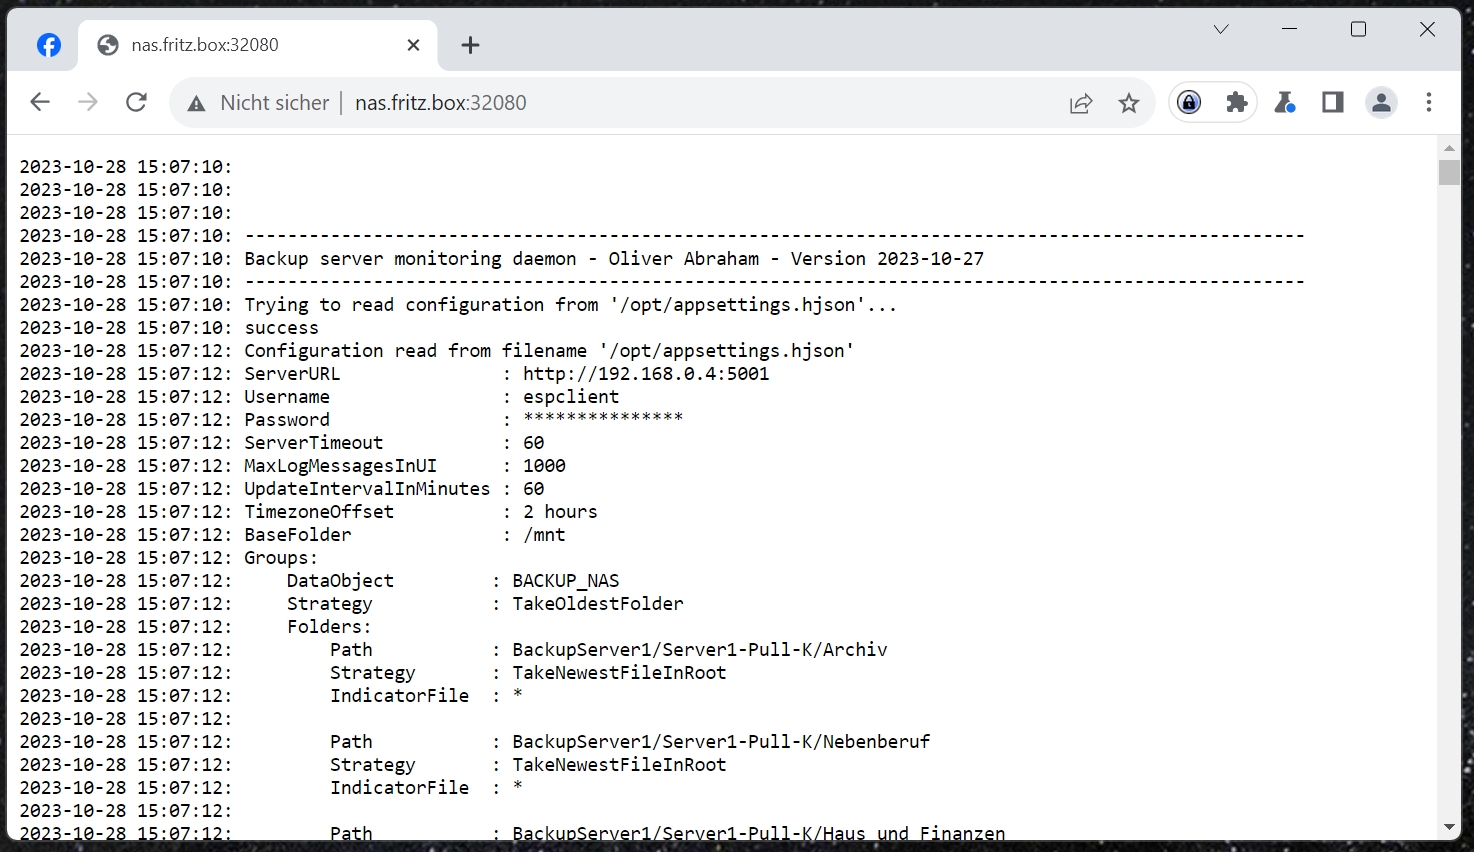 nas.fritz.box:32080
Nicht sicher | nas.fritz.box:32080
2023-10-28 15:07:10:
2023-10-28 15:07:10:
2023-10-28 15:07:10:
2023-10-28 15:07:10: ---------------------------------------------------------------------------------------------------
2023-10-28 15:07:10: Backup server monitoring daemon - Oliver Abraham - Version 2023-10-27
2023-10-28 15:07:10: ---------------------------------------------------------------------------------------------------
2023-10-28 15:07:10: Trying to read configuration from '/opt/appsettings.hjson'...
2023-10-28 15:07:10: success
2023-10-28 15:07:12: Configuration read from filename '/opt/appsettings.hjson'
2023-10-28 15:07:12: ServerURL               : http://192.168.0.4:5001
2023-10-28 15:07:12: Username                : espclient
2023-10-28 15:07:12: Password                : ***************
2023-10-28 15:07:12: ServerTimeout           : 60
2023-10-28 15:07:12: MaxLogMessagesInUI      : 1000
2023-10-28 15:07:12: UpdateIntervalInMinutes : 60
2023-10-28 15:07:12: TimezoneOffset          : 2 hours
2023-10-28 15:07:12: BaseFolder              : /mnt
2023-10-28 15:07:12: Groups:
2023-10-28 15:07:12:     DataObject         : BACKUP_NAS
2023-10-28 15:07:12:     Strategy           : TakeOldestFolder
2023-10-28 15:07:12:     Folders:
2023-10-28 15:07:12:         Path           : BackupServer1/Server1-Pull-K/Archiv
2023-10-28 15:07:12:         Strategy       : TakeNewestFileInRoot
2023-10-28 15:07:12:         IndicatorFile  : *
2023-10-28 15:07:12:
2023-10-28 15:07:12:         Path           : BackupServer1/Server1-Pull-K/Nebenberuf
2023-10-28 15:07:12:         Strategy       : TakeNewestFileInRoot
2023-10-28 15:07:12:         IndicatorFile  : *
2023-10-28 15:07:12:
2023-10-28 15:07:12:         Path           : BackupServer1/Server1-Pull-K/Haus und Finanzen